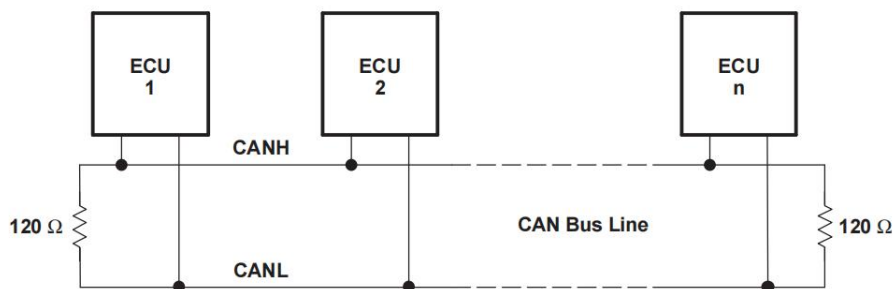 ECU
1
ECU
2
ECU
n
CANH
120 Ω
CAN Bus Line
120 Ω
CANL